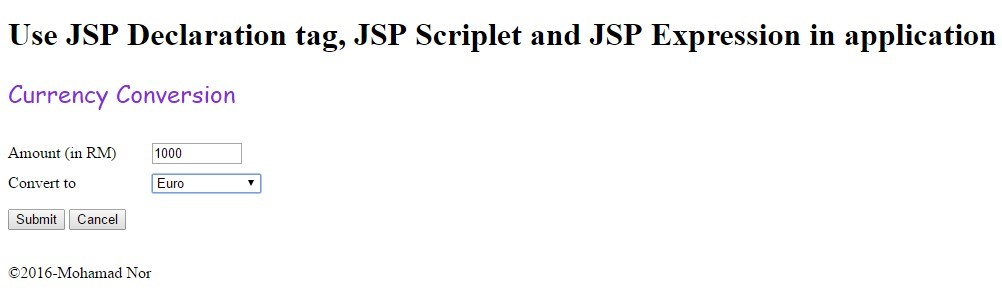 Use JSP Declaration tag, JSP Scriplet and JSP Expression in application
Currency Conversion
Amount (in RM) 1000
Convert to Euro
Submit Cancel
©2016-Mohamad Nor